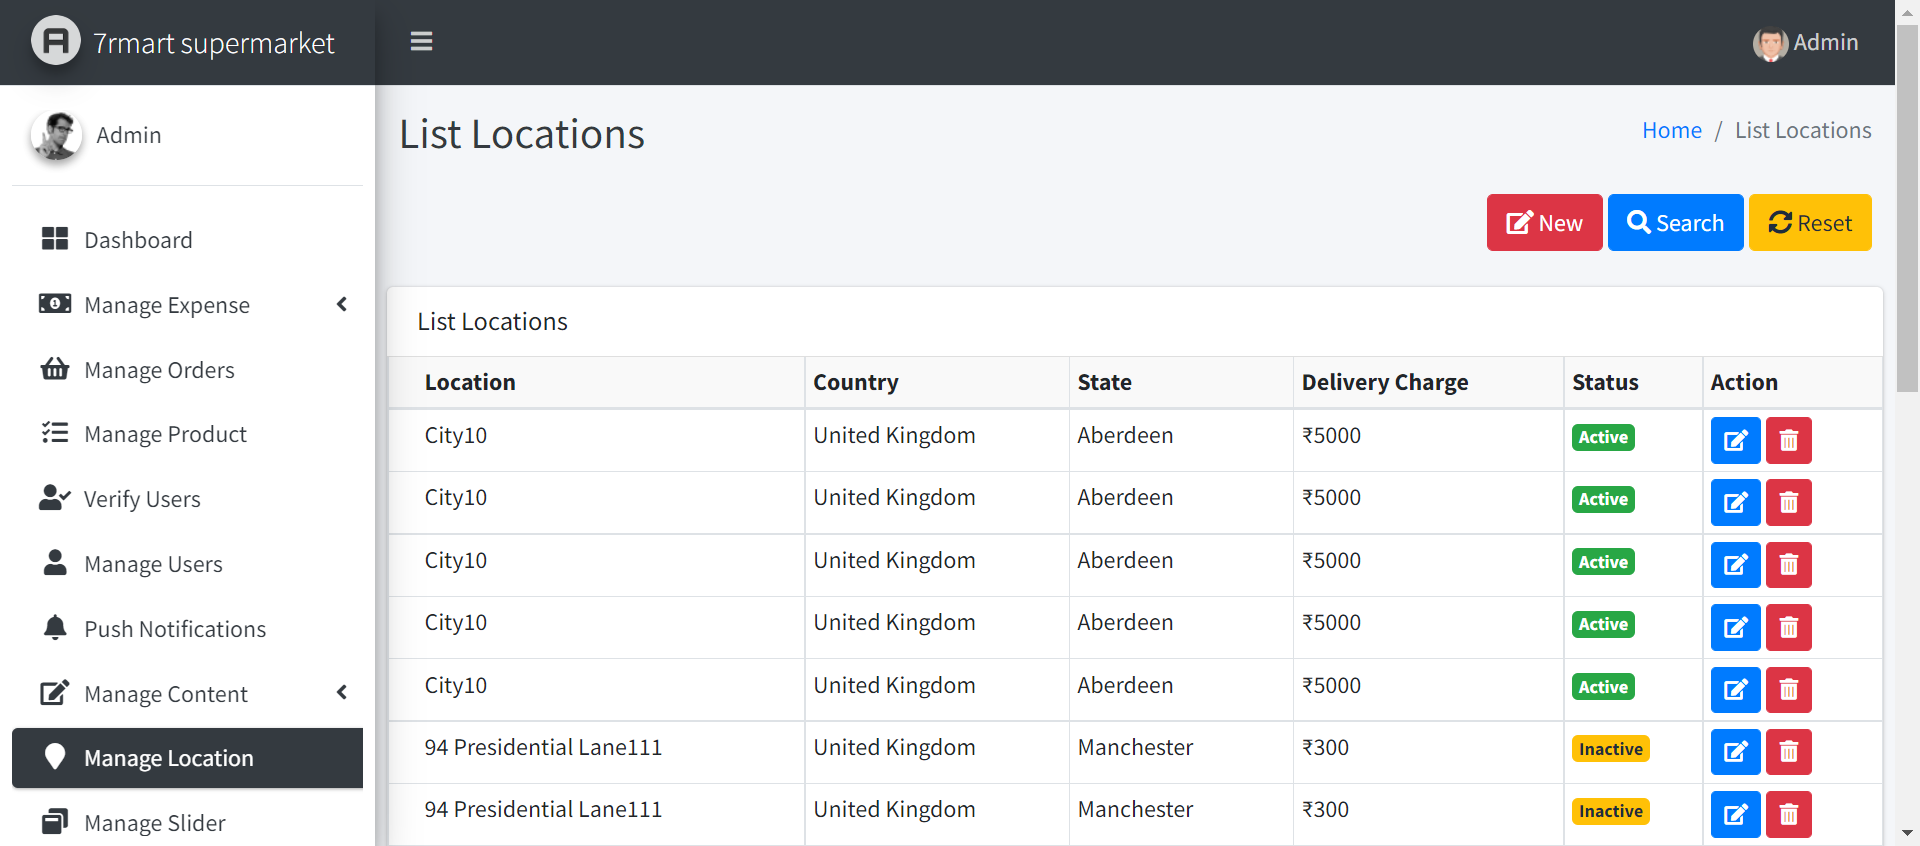 7rmart supermarket
Admin
Admin
List Locations
Home / List Locations
New Search Reset
Dashboard
Manage Expense
Manage Orders
Manage Product
Verify Users
Manage Users
Push Notifications
Manage Content
Manage Location
Manage Slider
List Locations
Location Country State Delivery Charge Status Action
City10 United Kingdom Aberdeen ₹5000 Active
City10 United Kingdom Aberdeen ₹5000 Active
City10 United Kingdom Aberdeen ₹5000 Active
City10 United Kingdom Aberdeen ₹5000 Active
City10 United Kingdom Aberdeen ₹5000 Active
94 Presidential Lane111 United Kingdom Manchester ₹300 Inactive
94 Presidential Lane111 United Kingdom Manchester ₹300 Inactive